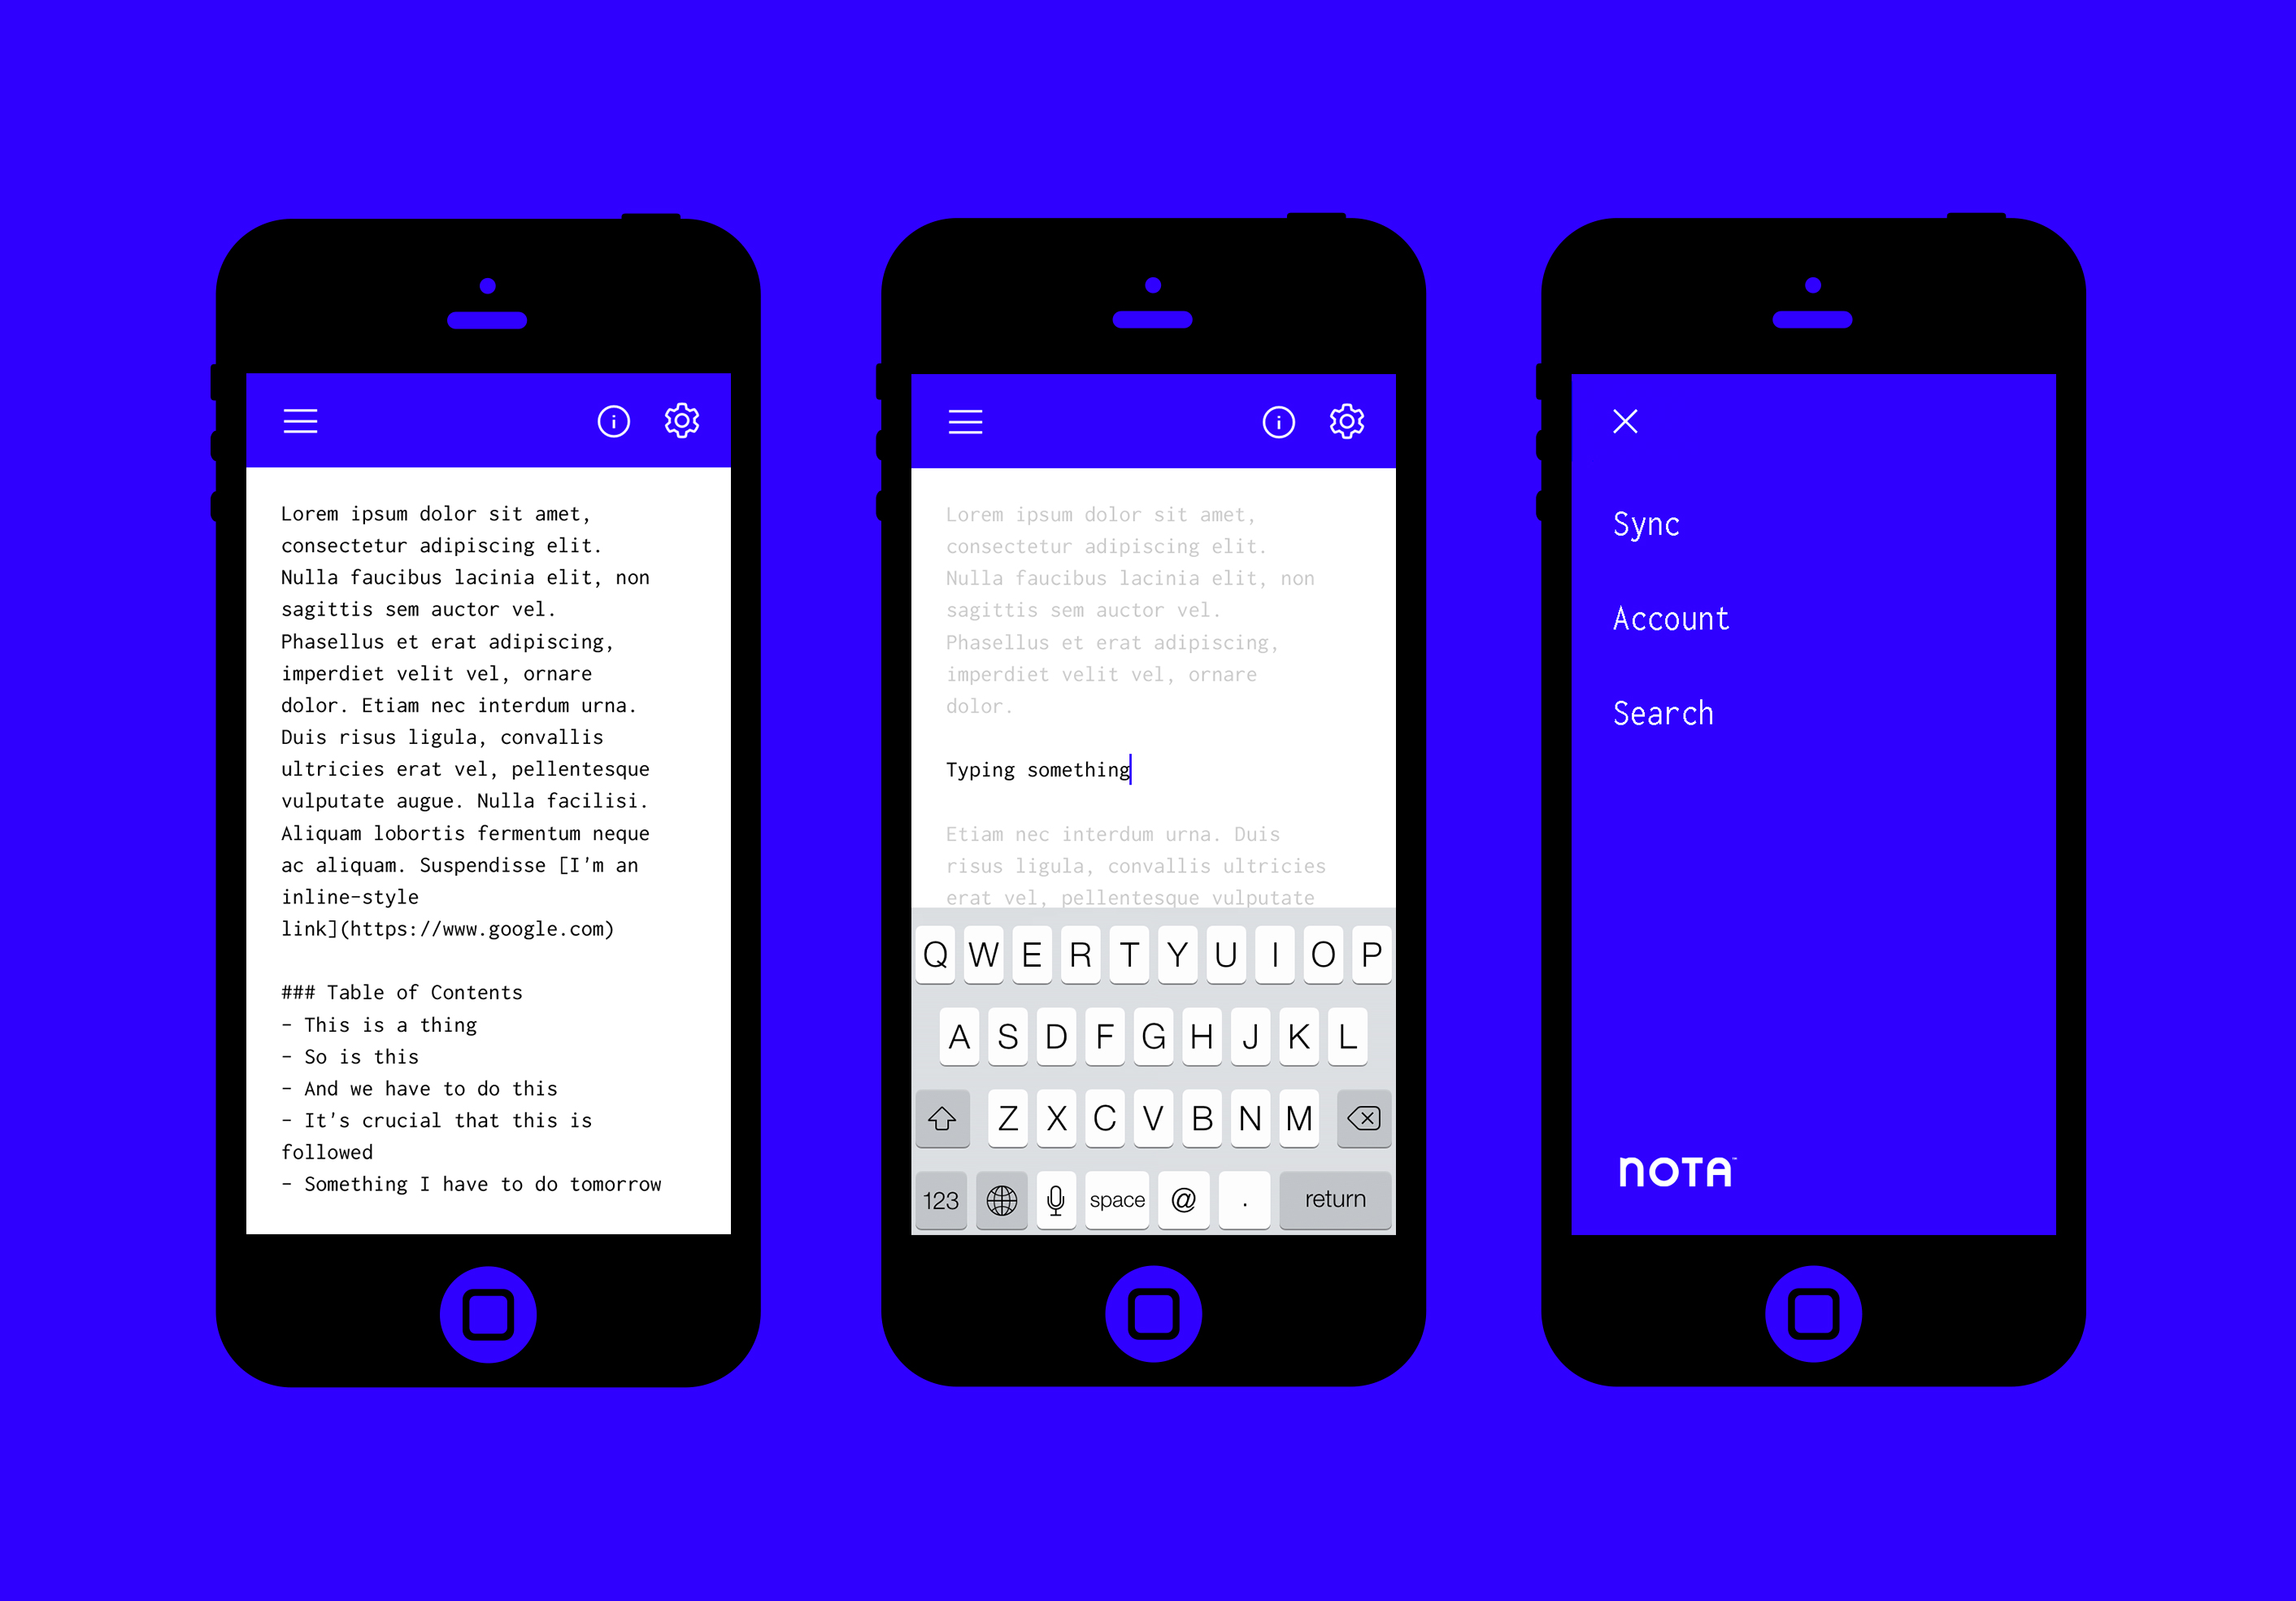 Lorem ipsum dolor sit amet,
consectetur adipiscing elit.
Nulla faucibus lacinia elit, non
sagittis sem auctor vel.
Phasellus et erat adipiscing,
imperdiet velit vel, ornare
dolor. Etiam nec interdum urna.
Duis risus ligula, convallis
ultricies erat vel, pellentesque
vulputate augue. Nulla facilisi.
Aliquam lobortis fermentum neque
ac aliquam. Suspendisse [I'm an
inline-style
link](https://www.google.com)
### Table of Contents
- This is a thing
- So is this
- And we have to do this
- It's crucial that this is
followed
- Something I have to do tomorrow
Lorem ipsum dolor sit amet,
consectetur adipiscing elit.
Nulla faucibus lacinia elit, non
sagittis sem auctor vel.
Phasellus et erat adipiscing,
imperdiet velit vel, ornare
dolor.
Typing something
Etiam nec interdum urna. Duis
risus ligula, convallis ultricies
erat vel, pellentesque vulputate
Q W E R T Y U I O P
A S D F G H J K L
Z X C V B N M
123 space @ . return
Sync
Account
Search
NOTA™